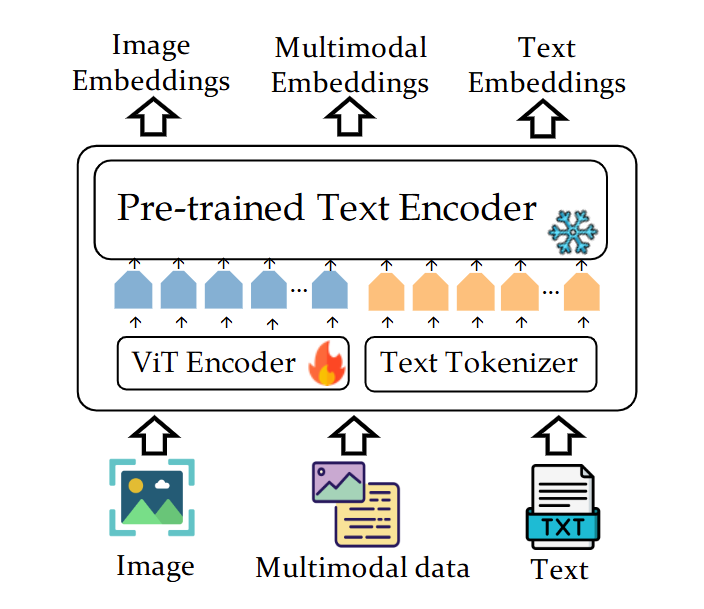 Image
Embeddings
Multimodal
Embeddings
Text
Embeddings
Pre-trained Text Encoder
... ...
ViT Encoder
Text Tokenizer
TXT
Image
Multimodal data
Text